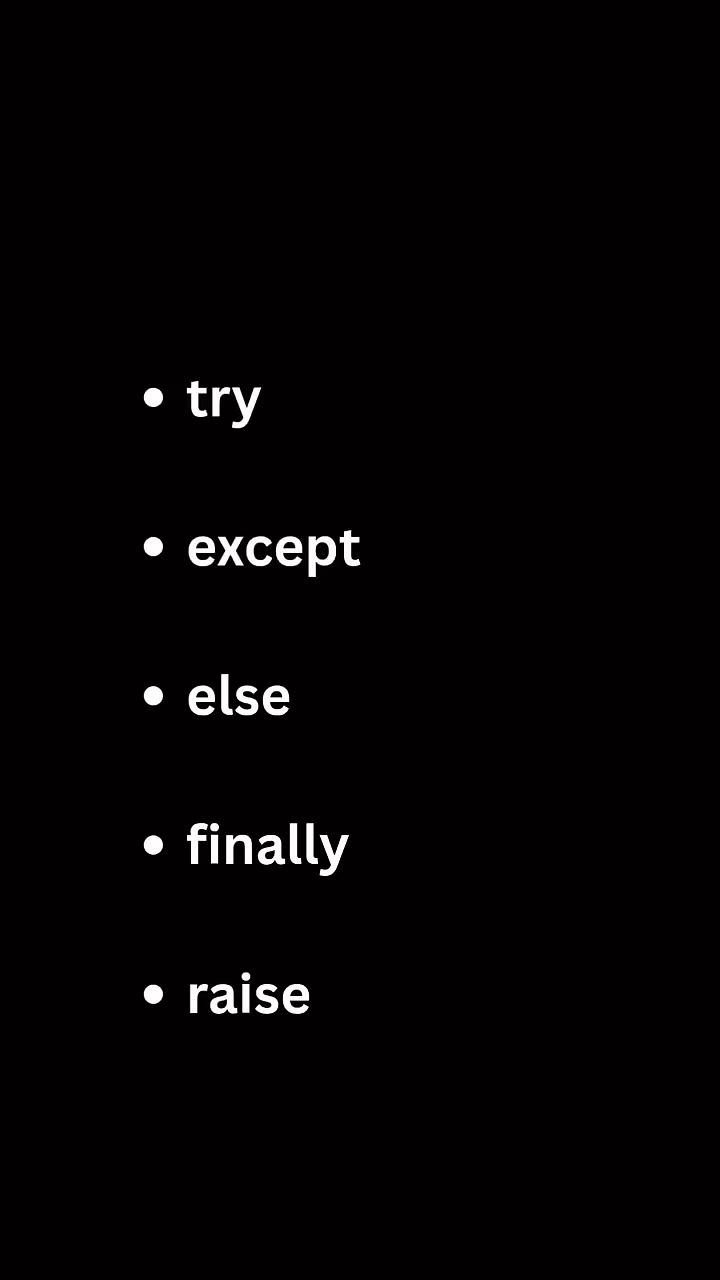 • try
• except
• else
• finally
• raise